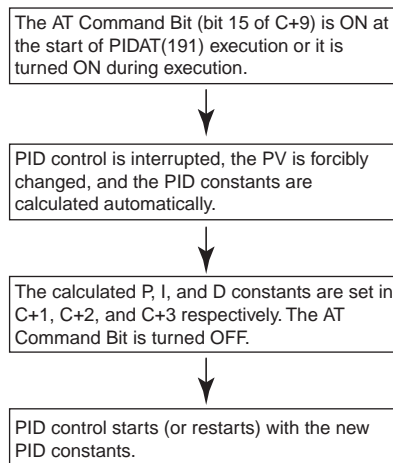 The AT Command Bit (bit 15 of C+9) is ON at
the start of PIDAT(191) execution or it is
turned ON during execution.
PID control is interrupted, the PV is forcibly
changed, and the PID constants are
calculated automatically.
The calculated P, I, and D constants are set in
C+1, C+2, and C+3 respectively. The AT
Command Bit is turned OFF.
PID control starts (or restarts) with the new
PID constants.